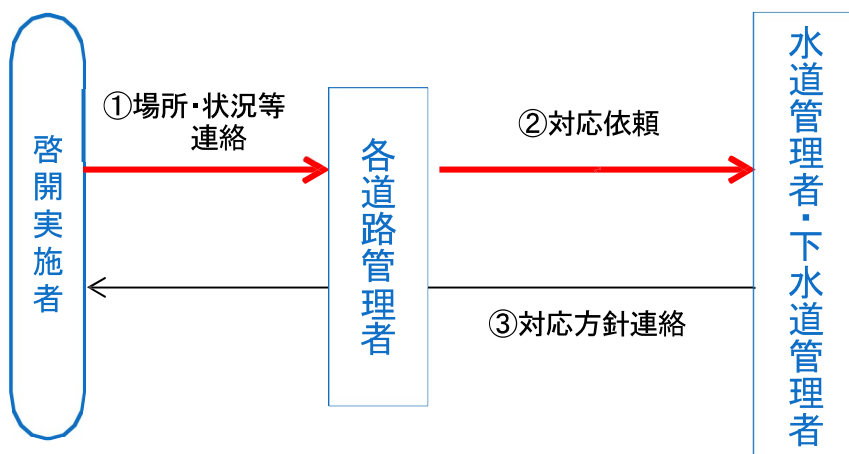 啓開実施者
①場所・状況等
連絡
各道路管理者
②対応依頼
③対応方針連絡
水道管理者・下水道管理者